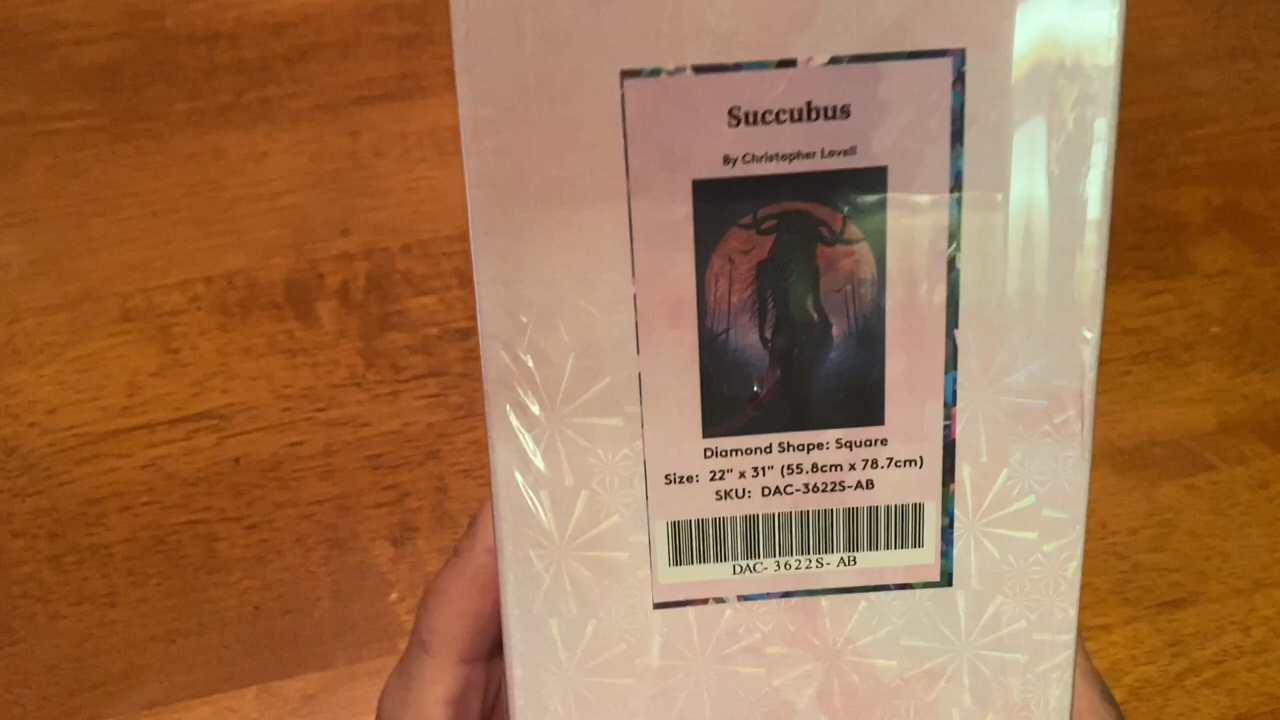 Succubus
By Christopher Lovell
Diamond Shape: Square
Size: 22" x 31" (55.8cm x 78.7cm)
SKU: DAC-3622S-AB
DAC- 3622S- AB